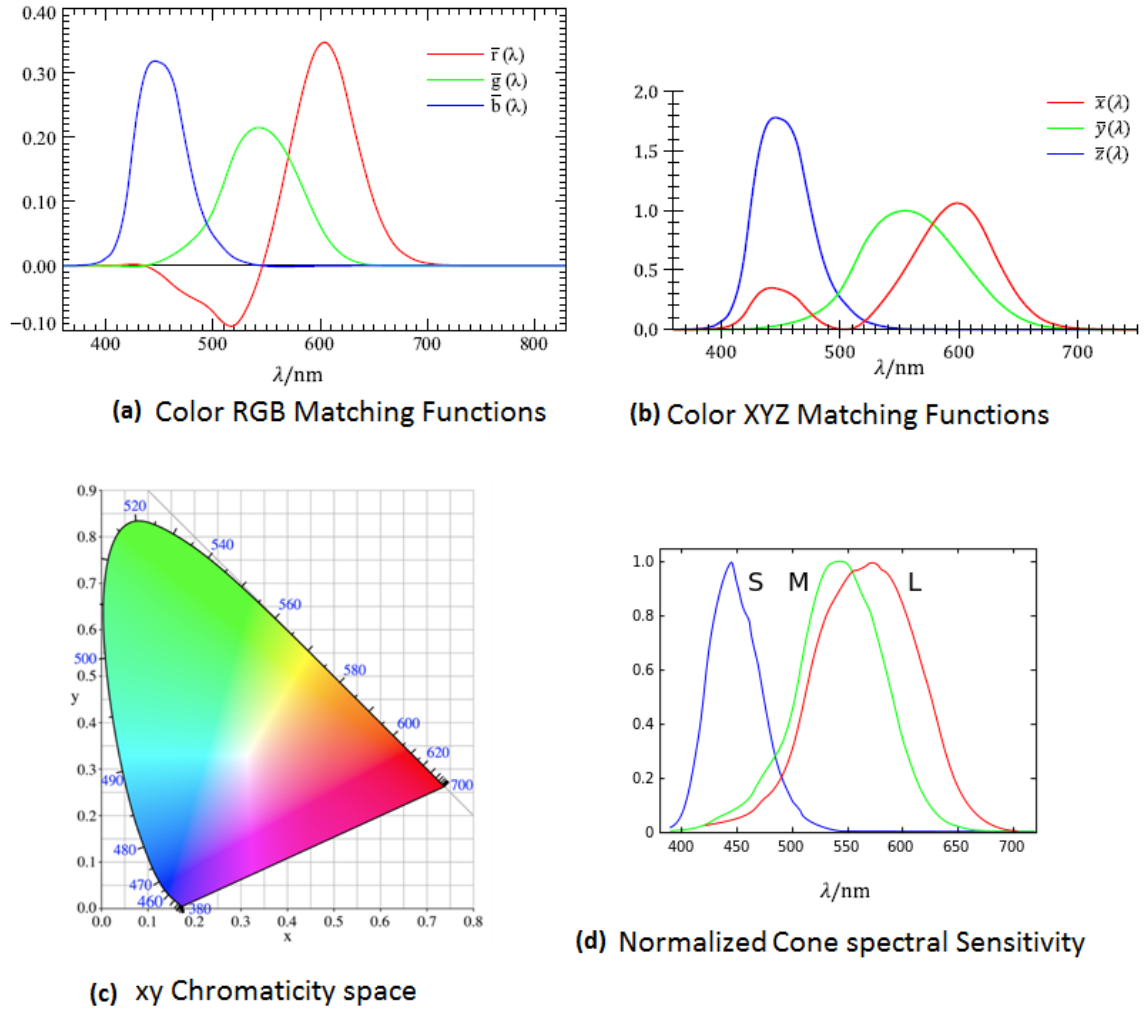 0.40
0.30
0.20
0.10
0.00
−0.10
400 500 600 700 800
λ/nm
r̄ (λ)
ḡ (λ)
b̄ (λ)
(a) Color RGB Matching Functions
2.0
1.5
1.0
0.5
0.0
400 500 600 700
λ/nm
x̄(λ)
ȳ(λ)
z̄(λ)
(b) Color XYZ Matching Functions
0.9
0.8
0.7
0.6
0.5
y
0.4
0.3
0.2
0.1
0.0
0.0 0.1 0.2 0.3 0.4 0.5 0.6 0.7 0.8
x
520
540
560
580
600
620
700
500
490
480
470
460
380
(c) xy Chromaticity space
1.0
0.8
0.6
0.4
0.2
0
400 450 500 550 600 650 700
S M L
λ/nm
(d) Normalized Cone spectral Sensitivity